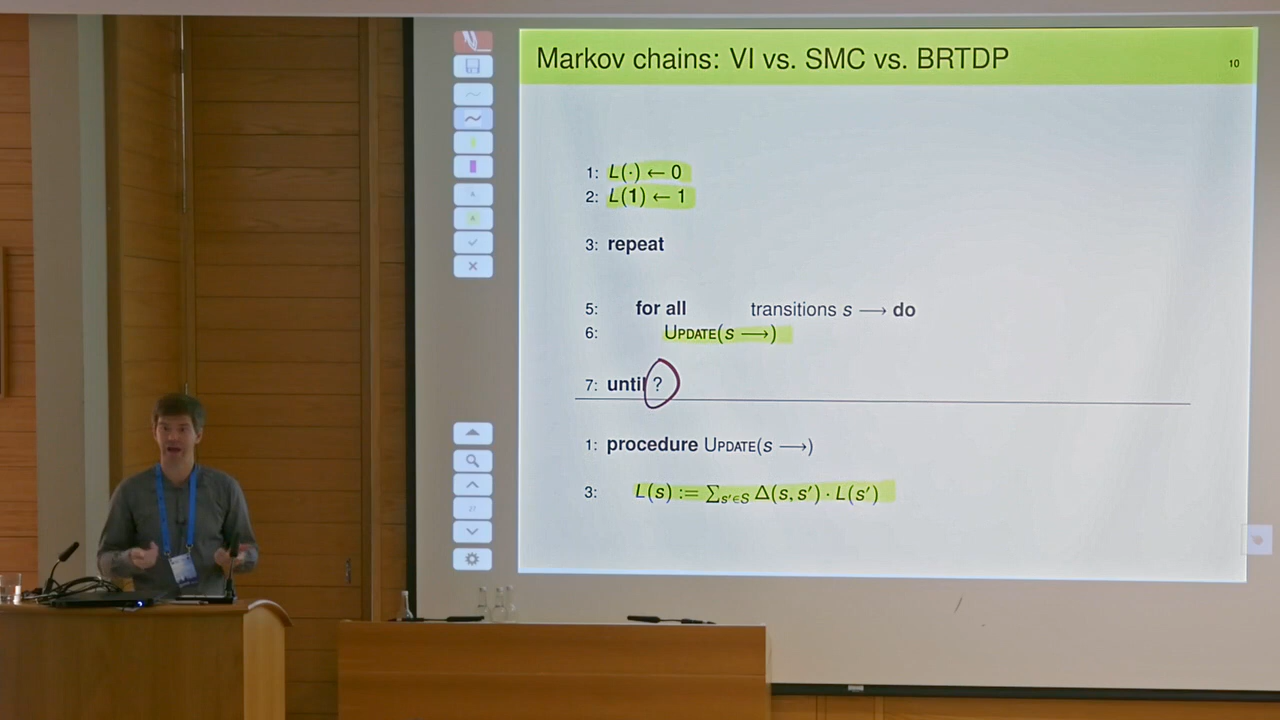 Markov chains: VI vs. SMC vs. BRTDP
10
1: L(·) ← 0
2: L(1) ← 1
3: repeat
5: for all transitions s ⟶ do
6: UPDATE(s ⟶)
7: until ?
1: procedure UPDATE(s ⟶)
3: L(s) := ∑s'∈S Δ(s, s') · L(s')